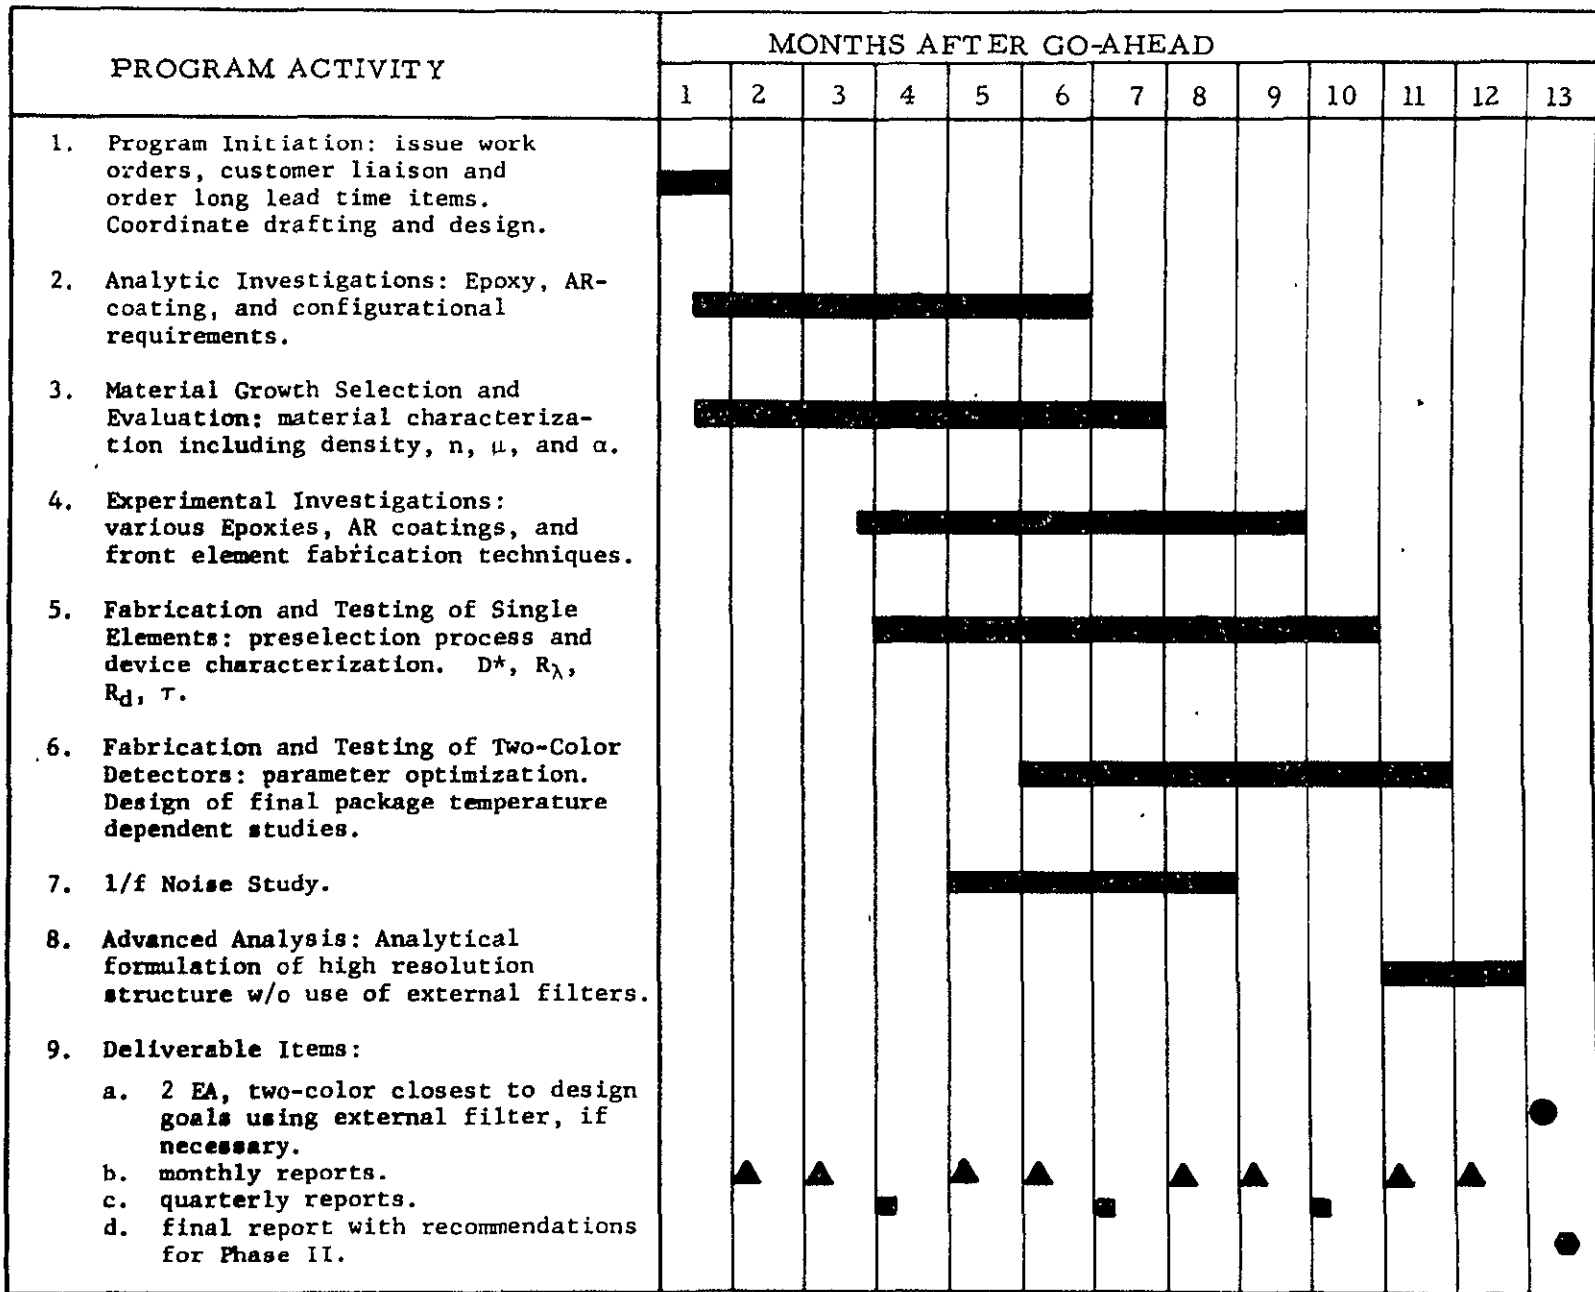 PROGRAM ACTIVITY
MONTHS AFTER GO-AHEAD
1 2 3 4 5 6 7 8 9 10 11 12 13
1. Program Initiation: issue work
orders, customer liaison and
order long lead time items.
Coordinate drafting and design.
2. Analytic Investigations: Epoxy, AR-
coating, and configurational
requirements.
3. Material Growth Selection and
Evaluation: material characteriza-
tion including density, n, μ, and α.
4. Experimental Investigations:
various Epoxies, AR coatings, and
front element fabrication techniques.
5. Fabrication and Testing of Single
Elements: preselection process and
device characterization. D*, Rλ,
Rd, τ.
6. Fabrication and Testing of Two-Color
Detectors: parameter optimization.
Design of final package temperature
dependent studies.
7. 1/f Noise Study.
8. Advanced Analysis: Analytical
formulation of high resolution
structure w/o use of external filters.
9. Deliverable Items:
a. 2 EA, two-color closest to design
goals using external filter, if
necessary.
b. monthly reports.
c. quarterly reports.
d. final report with recommendations
for Phase II.